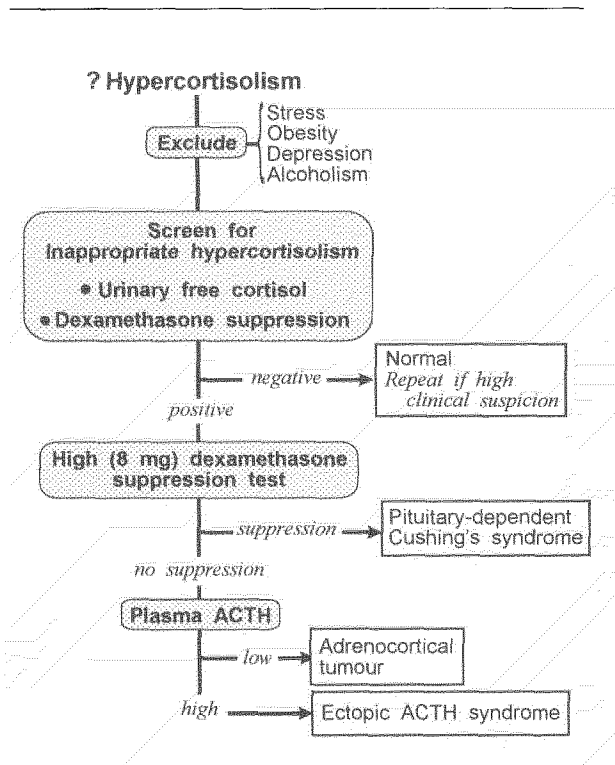 ? Hypercortisolism
Exclude
Stress
Obesity
Depression
Alcoholism
Screen for
Inappropriate hypercortisolism
• Urinary free cortisol
• Dexamethasone suppression
negative
Normal
Repeat if high
clinical suspicion
positive
High (8 mg) dexamethasone
suppression test
suppression
Pituitary-dependent
Cushing's syndrome
no suppression
Plasma ACTH
low
Adrenocortical
tumour
high
Ectopic ACTH syndrome